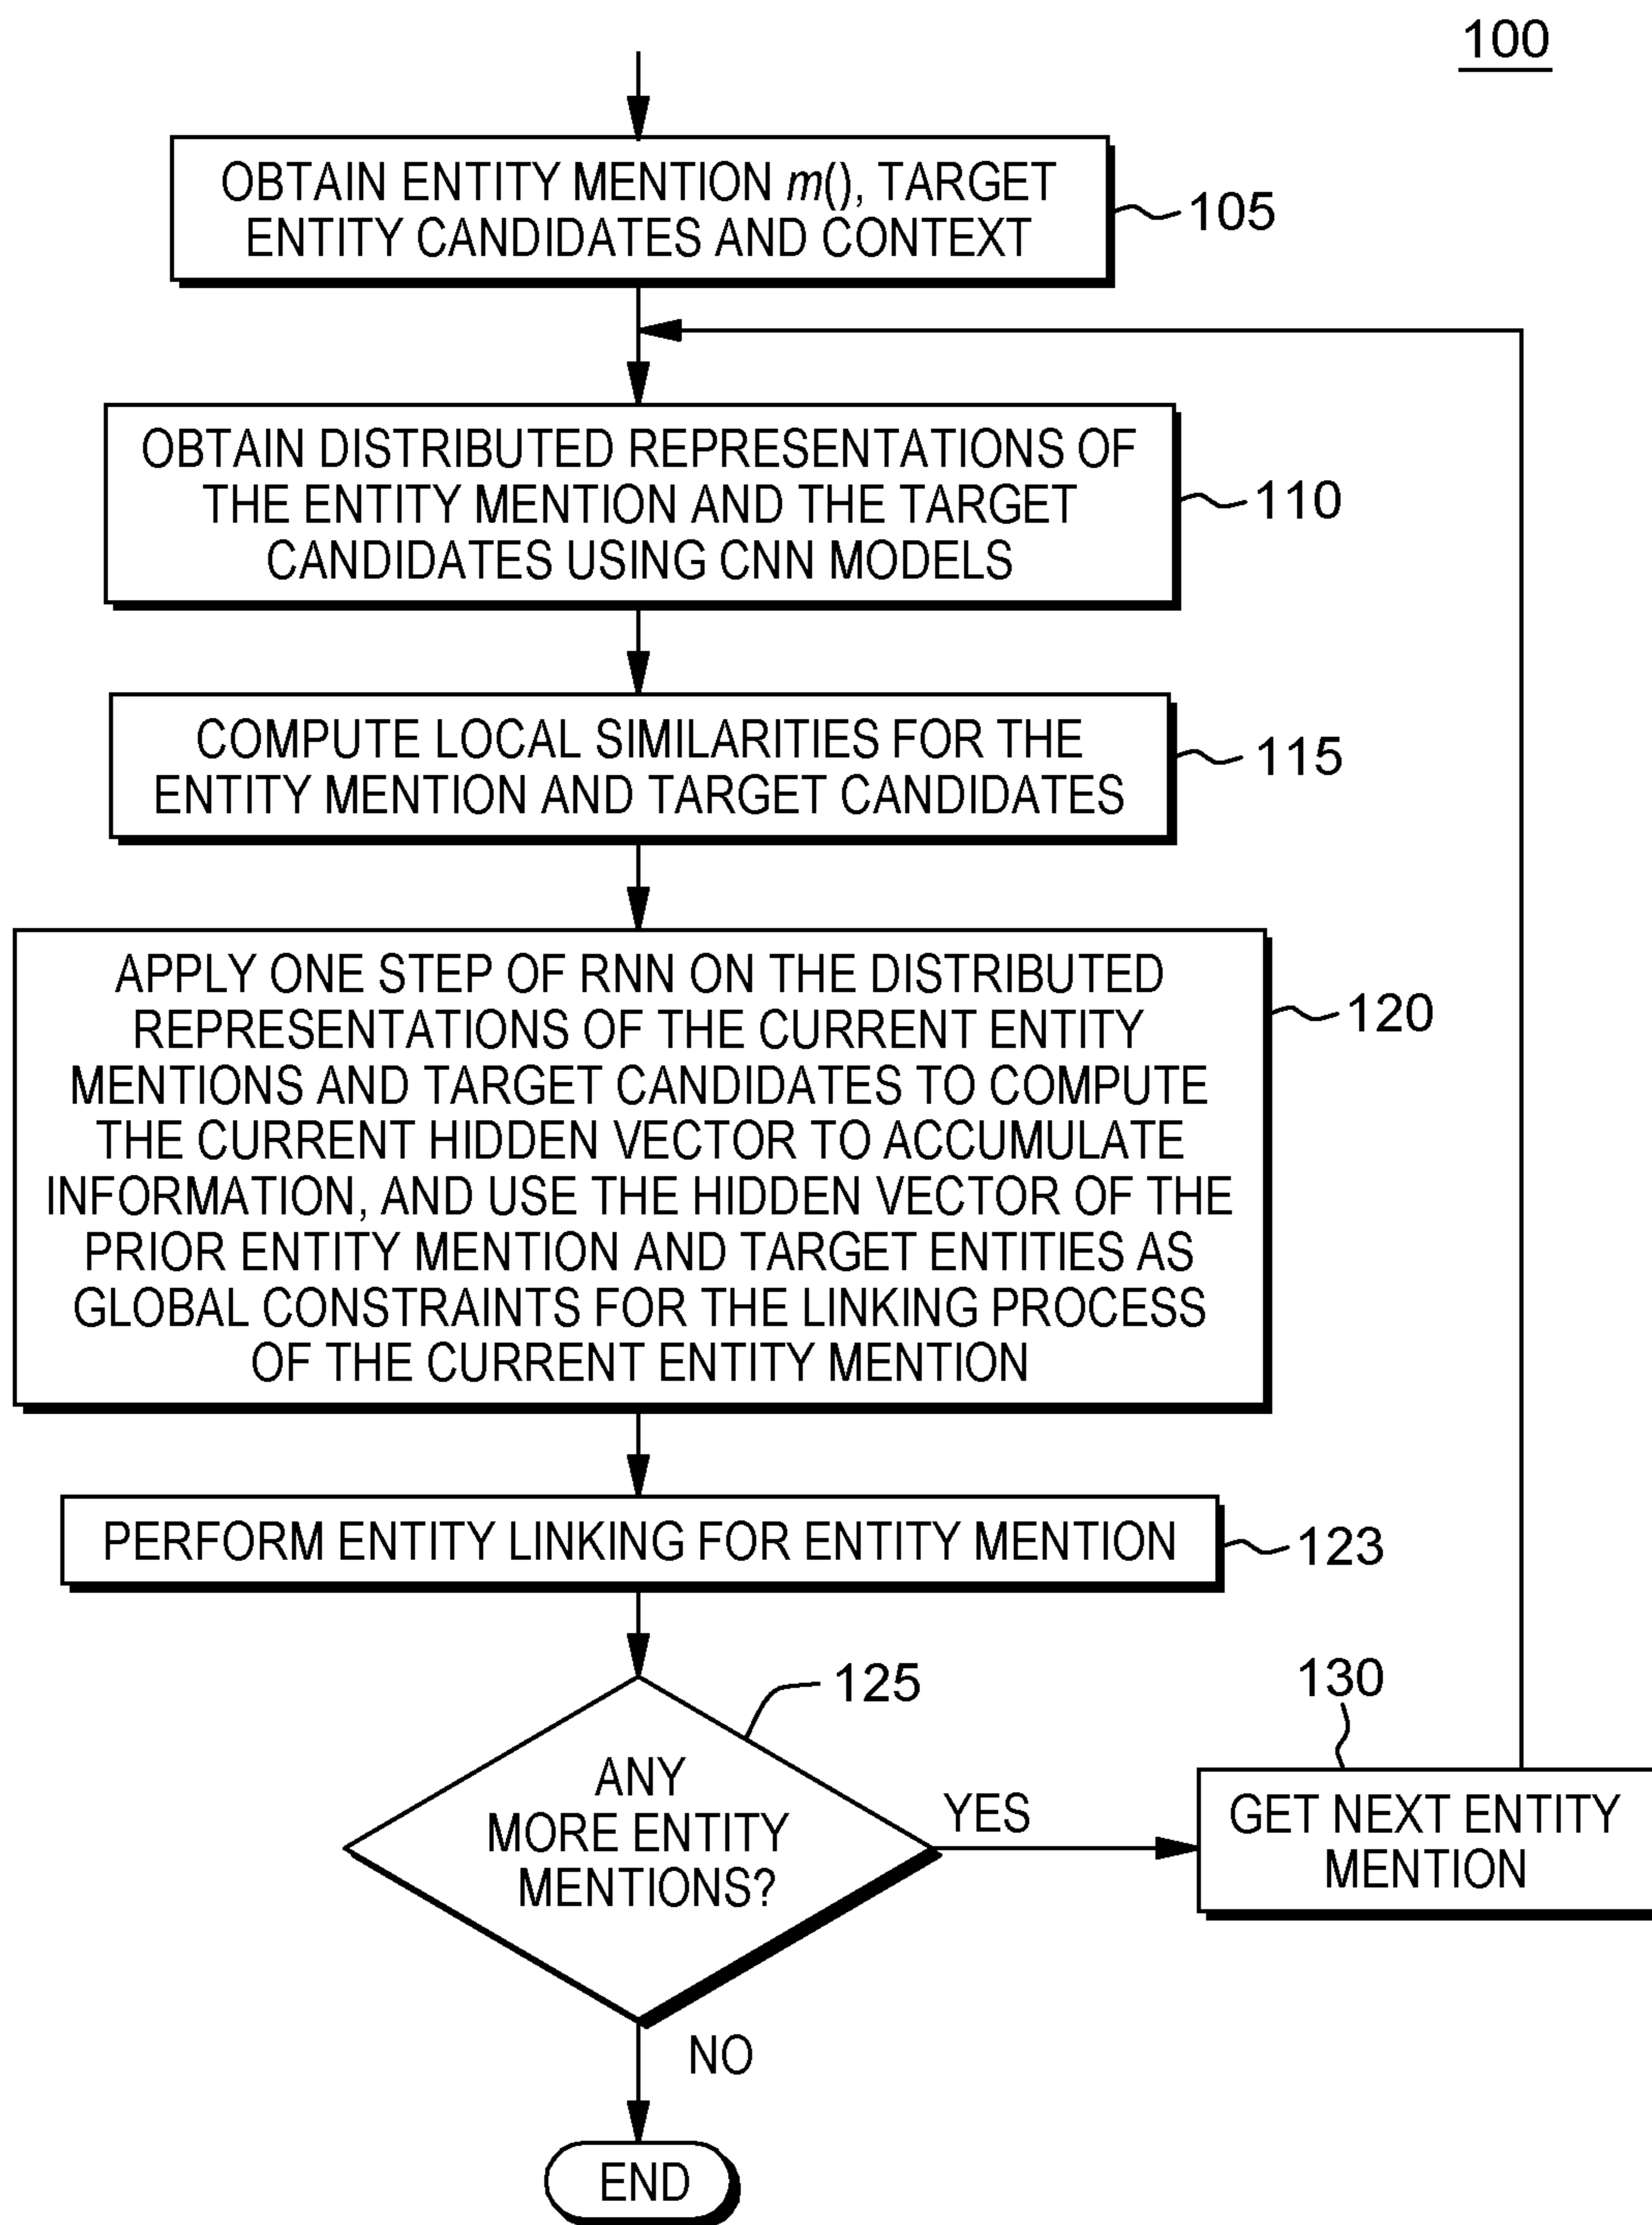 100
OBTAIN ENTITY MENTION m(), TARGET
ENTITY CANDIDATES AND CONTEXT
105
OBTAIN DISTRIBUTED REPRESENTATIONS OF
THE ENTITY MENTION AND THE TARGET
CANDIDATES USING CNN MODELS
110
COMPUTE LOCAL SIMILARITIES FOR THE
ENTITY MENTION AND TARGET CANDIDATES
115
APPLY ONE STEP OF RNN ON THE DISTRIBUTED
REPRESENTATIONS OF THE CURRENT ENTITY
MENTIONS AND TARGET CANDIDATES TO COMPUTE
THE CURRENT HIDDEN VECTOR TO ACCUMULATE
INFORMATION, AND USE THE HIDDEN VECTOR OF THE
PRIOR ENTITY MENTION AND TARGET ENTITIES AS
GLOBAL CONSTRAINTS FOR THE LINKING PROCESS
OF THE CURRENT ENTITY MENTION
120
PERFORM ENTITY LINKING FOR ENTITY MENTION
123
ANY
MORE ENTITY
MENTIONS?
125
YES
130
GET NEXT ENTITY
MENTION
NO
END